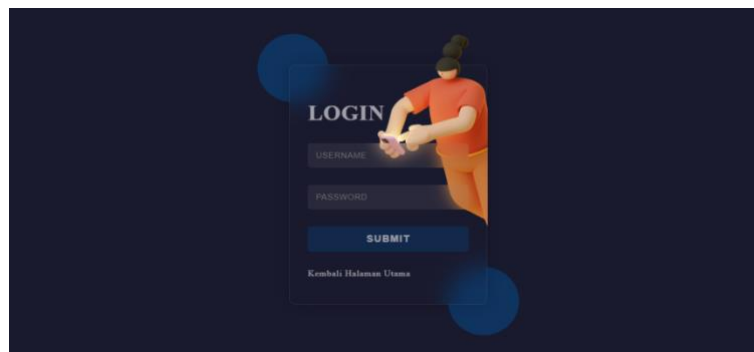 LOGIN
USERNAME
PASSWORD
SUBMIT
Kembali Halaman Utama